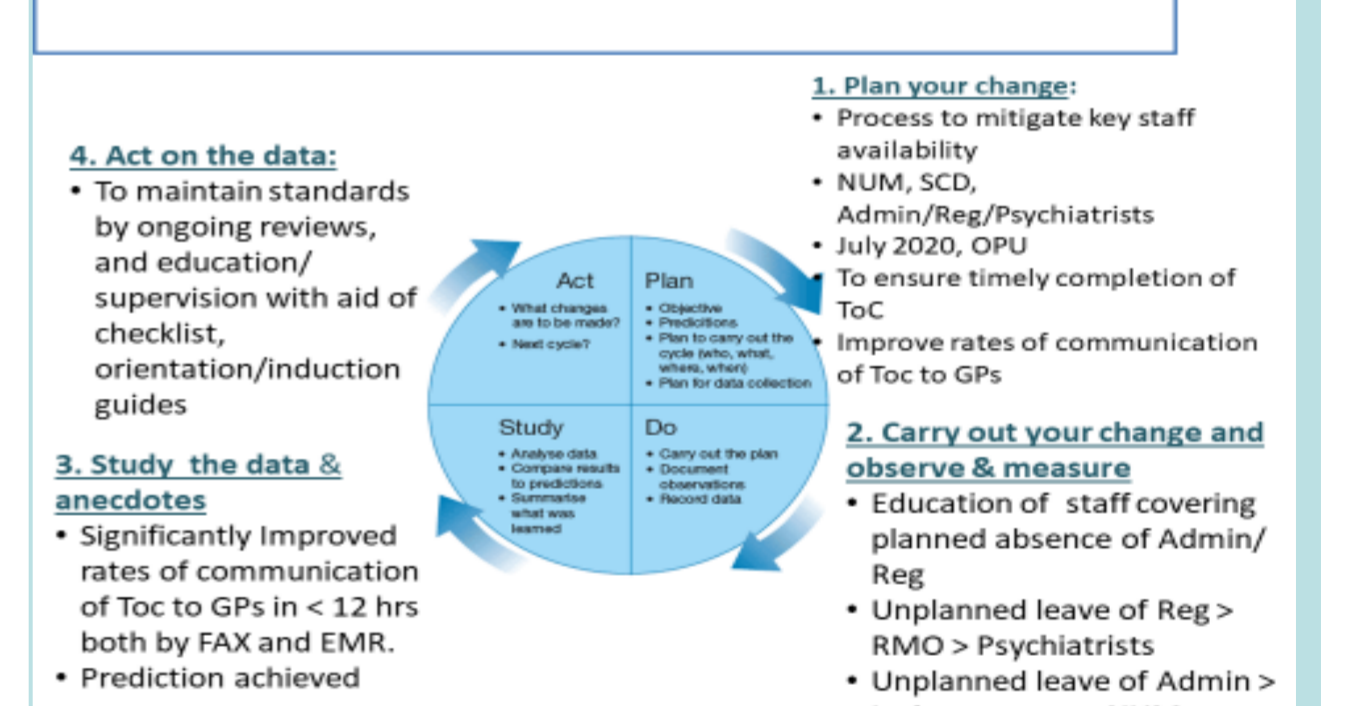 1. Plan your change:
• Process to mitigate key staff
availability
• NUM, SCD,
Admin/Reg/Psychiatrists
• July 2020, OPU
• To ensure timely completion of
ToC
• Improve rates of communication
of Toc to GPs
2. Carry out your change and
observe & measure
• Education of staff covering
planned absence of Admin/
Reg
• Unplanned leave of Reg >
RMO > Psychiatrists
• Unplanned leave of Admin >
3. Study the data &
anecdotes
• Significantly Improved
rates of communication
of Toc to GPs in < 12 hrs
both by FAX and EMR.
• Prediction achieved
4. Act on the data:
• To maintain standards
by ongoing reviews,
and education/
supervision with aid of
checklist,
orientation/induction
guides
Act
• What changes
are to be made?
• Next cycle?
Plan
• Objective
• Predicitions
• Plan to carry out the
cycle (who, what,
where, when)
• Plan for data collection
Study
• Analyse data
• Compare results
to predictions
• Summarise
what was
learned
Do
• Carry out the plan
• Document
observations
• Record data